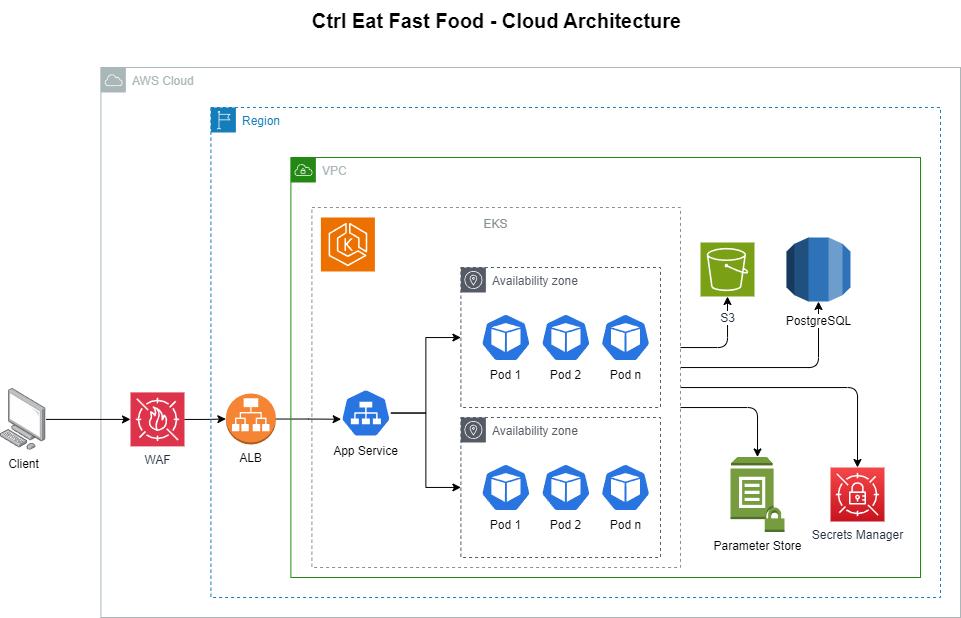 Ctrl Eat Fast Food - Cloud Architecture
AWS Cloud
Region
VPC
EKS
K
Availability zone
Pod 1
Pod 2
Pod n
S3
PostgreSQL
Client
WAF
ALB
App Service
Availability zone
Pod 1
Pod 2
Pod n
Parameter Store
Secrets Manager